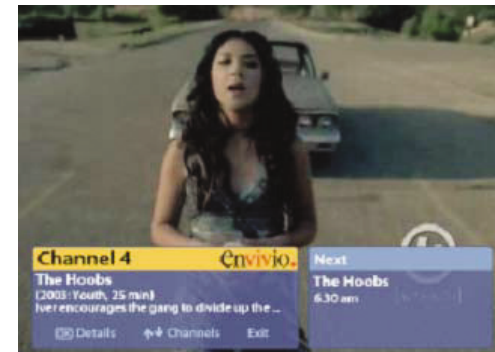 Channel 4
envivio.
The Hoobs
(2003: Youth, 25 min)
Iver encourages the gang to divide up the ...
OK Details
Channels
Exit
Next
The Hoobs
6.30 am